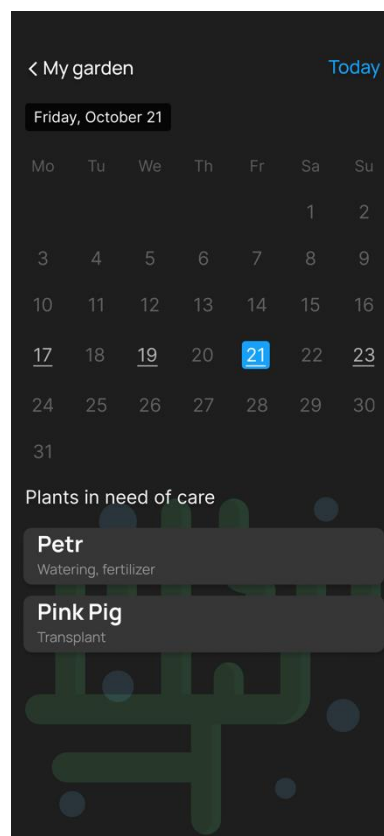 < My garden Today
Friday, October 21
Mo Tu We Th Fr Sa Su
1 2
3 4 5 6 7 8 9
10 11 12 13 14 15 16
17 18 19 20 21 22 23
24 25 26 27 28 29 30
31
Plants in need of care
Petr
Watering, fertilizer
Pink Pig
Transplant